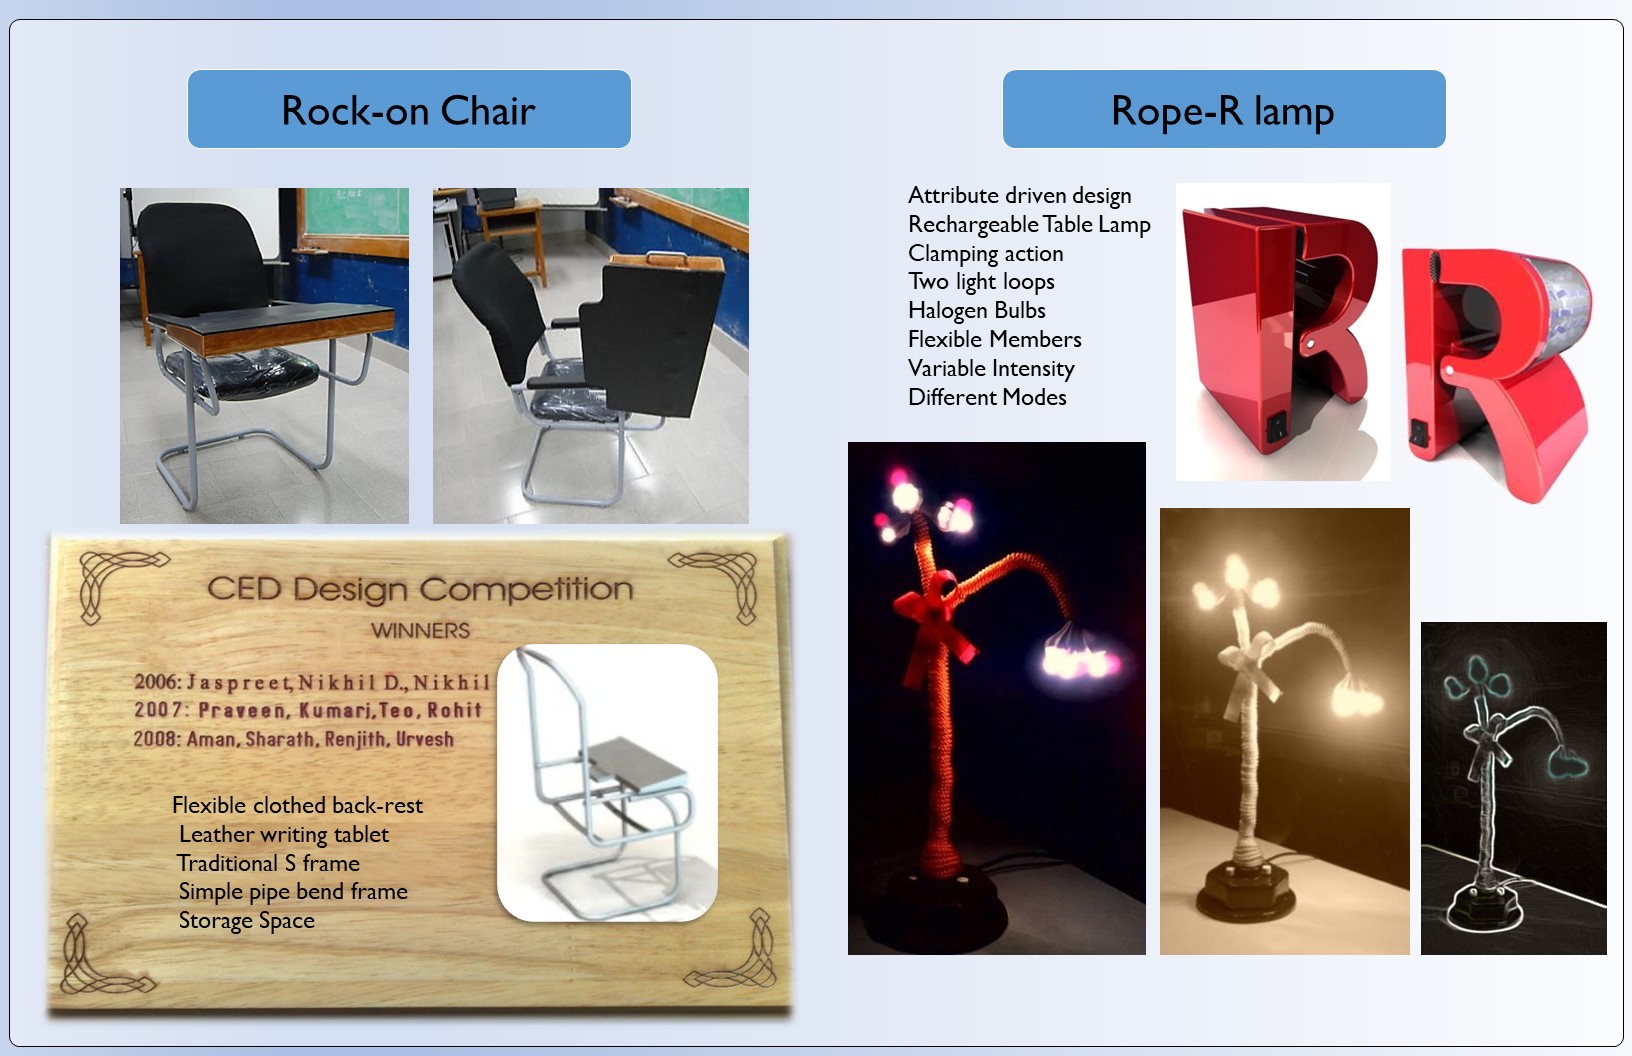 Rock-on Chair
CED Design Competition
WINNERS
2006: Jaspreet, Nikhil D., Nikhil
2007: Praveen, Kumarj, Teo, Rohit
2008: Aman, Sharath, Renjith, Urvesh
Flexible clothed back-rest
Leather writing tablet
Traditional S frame
Simple pipe bend frame
Storage Space
Rope-R lamp
Attribute driven design
Rechargeable Table Lamp
Clamping action
Two light loops
Halogen Bulbs
Flexible Members
Variable Intensity
Different Modes